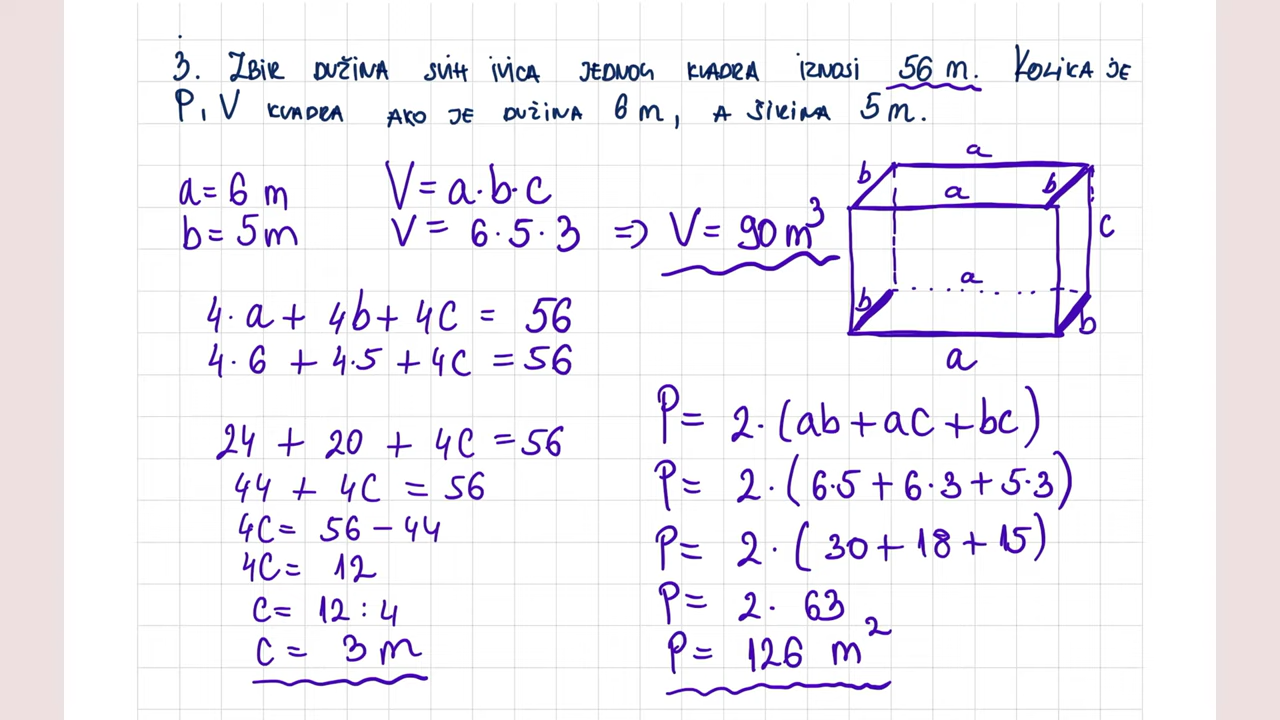 3. Zbir dužina svih ivica jednog kvadra iznosi 56 m. Kolika je
P i V kvadra ako je dužina 6 m, a širina 5 m.
a = 6 m
b = 5 m
V = a·b·c
V = 6·5·3 => V = 90 m³
4·a + 4b + 4c = 56
4·6 + 4·5 + 4c = 56
24 + 20 + 4c = 56
44 + 4c = 56
4c = 56 - 44
4c = 12
c = 12 : 4
c = 3 m
a
b
a
b
c
a
b
b
a
P = 2·(ab + ac + bc)
P = 2·(6·5 + 6·3 + 5·3)
P = 2·(30 + 18 + 15)
P = 2· 63
P = 126 m²